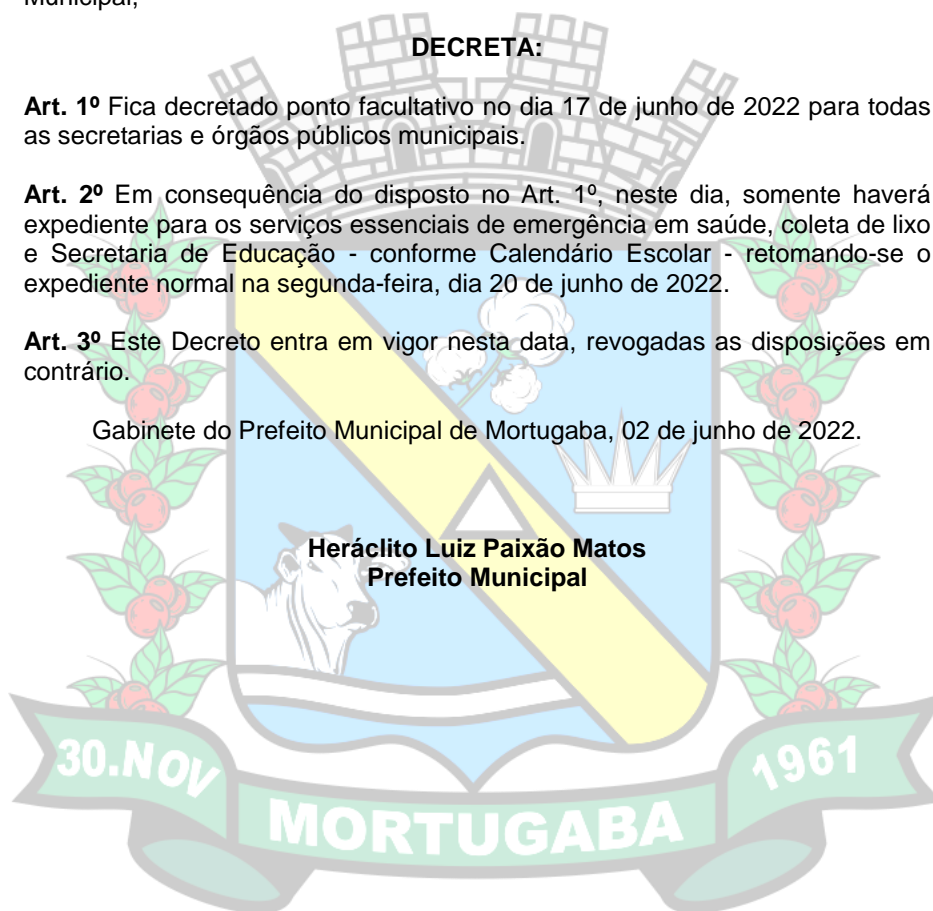 Municipal,
DECRETA:
Art. 1º Fica decretado ponto facultativo no dia 17 de junho de 2022 para todas
as secretarias e órgãos públicos municipais.
Art. 2º Em consequência do disposto no Art. 1º, neste dia, somente haverá
expediente para os serviços essenciais de emergência em saúde, coleta de lixo
e Secretaria de Educação - conforme Calendário Escolar - retomando-se o
expediente normal na segunda-feira, dia 20 de junho de 2022.
Art. 3º Este Decreto entra em vigor nesta data, revogadas as disposições em
contrário.
Gabinete do Prefeito Municipal de Mortugaba, 02 de junho de 2022.
Heráclito Luiz Paixão Matos
Prefeito Municipal
30.NOV
1961
MORTUGABA